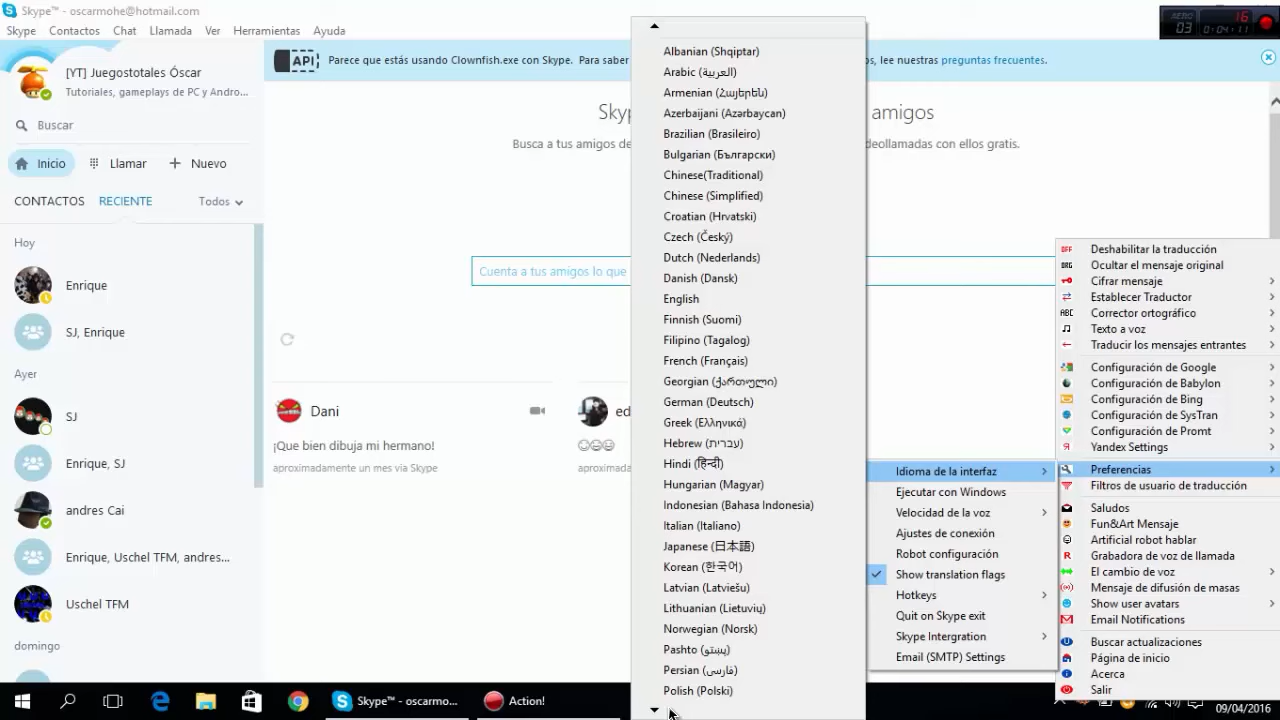 Skype™ - oscarmohe@hotmail.com
Skype Contactos Chat Llamada Ver Herramientas Ayuda
[YT] Juegostotales Óscar
Tutoriales, gameplays de PC y Andro...
Buscar
Inicio Llamar Nuevo
CONTACTOS RECIENTE Todos
Hoy
Enrique
SJ, Enrique
Ayer
SJ
Enrique, SJ
andres Cai
Enrique, Uschel TFM, andres...
Uschel TFM
domingo
API Parece que estás usando Clownfish.exe con Skype. Para saber
s, lee nuestras preguntas frecuentes.
amigos
Busca a tus amigos de
deollamadas con ellos gratis.
Cuenta a tus amigos lo que
Dani
¡Que bien dibuja mi hermano!
aproximadamente un mes via Skype
ed
aproximada
Albanian (Shqiptar)
Arabic (العربية)
Armenian (Հայերեն)
Azerbaijani (Azərbaycan)
Brazilian (Brasileiro)
Bulgarian (Български)
Chinese(Traditional)
Chinese (Simplified)
Croatian (Hrvatski)
Czech (Český)
Dutch (Nederlands)
Danish (Dansk)
English
Finnish (Suomi)
Filipino (Tagalog)
French (Français)
Georgian (ქართული)
German (Deutsch)
Greek (Ελληνικά)
Hebrew (עברית)
Hindi (हिन्दी)
Hungarian (Magyar)
Indonesian (Bahasa Indonesia)
Italian (Italiano)
Japanese (日本語)
Korean (한국어)
Latvian (Latviešu)
Lithuanian (Lietuvių)
Norwegian (Norsk)
Pashto (پښتو)
Persian (فارسی)
Polish (Polski)
Idioma de la interfaz
Ejecutar con Windows
Velocidad de la voz
Ajustes de conexión
Robot configuración
Show translation flags
Hotkeys
Quit on Skype exit
Skype Intergration
Email (SMTP) Settings
OFF Deshabilitar la traducción
ORG Ocultar el mensaje original
Cifrar mensaje
Establecer Traductor
ABC Corrector ortográfico
Texto a voz
Traducir los mensajes entrantes
Configuración de Google
Configuración de Babylon
Configuración de Bing
Configuración de SysTran
Configuración de Promt
Yandex Settings
Preferencias
Filtros de usuario de traducción
Saludos
Fun&Art Mensaje
Artificial robot hablar
Grabadora de voz de llamada
El cambio de voz
Mensaje de difusión de masas
Show user avatars
Email Notifications
Buscar actualizaciones
Página de inicio
Acerca
Salir
AERO 03
16
0:04:11
Skype™ - oscarmo...
Action!
09/04/2016